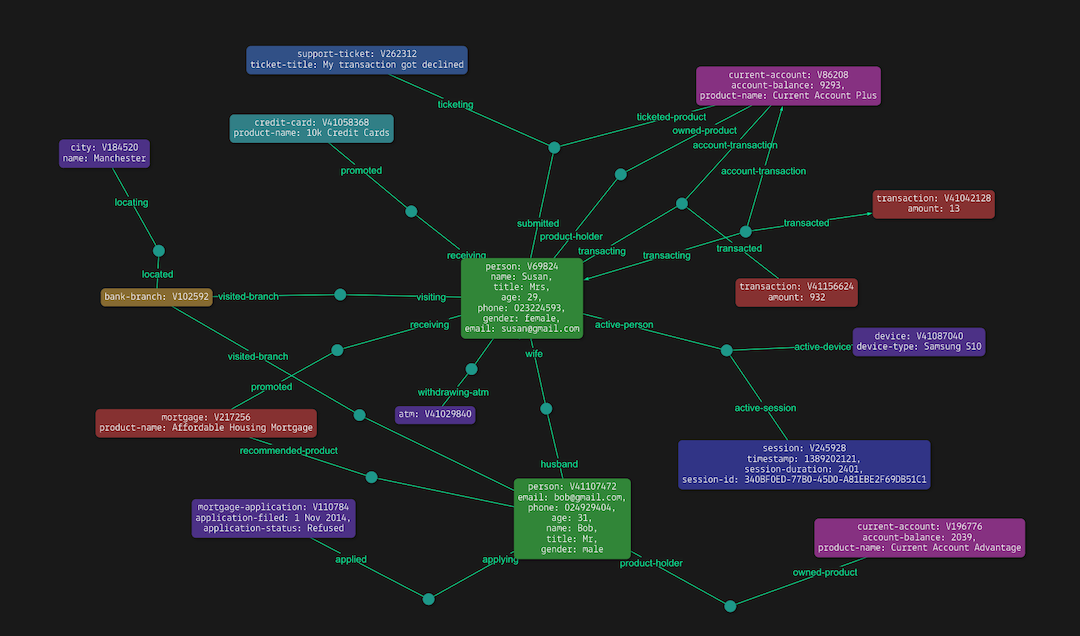 support-ticket: V262312
ticket-title: My transaction got declined
current-account: V86208
account-balance: 9293,
product-name: Current Account Plus
ticketing
ticketed-product
credit-card: V41058368
product-name: 10k Credit Cards
owned-product
city: V184520
name: Manchester
account-transaction
promoted
account-transaction
locating
transaction: V41042128
amount: 13
submitted
transacted
product-holder
transacting
transacted
receiving
transacting
located
person: V69824
name: Susan,
title: Mrs,
age: 29,
phone: 023224593,
gender: female,
email: susan@gmail.com
transaction: V41156624
amount: 932
bank-branch: V102592
visited-branch
visiting
receiving
active-person
device: V41087040
device-type: Samsung S10
active-device
visited-branch
wife
promoted
withdrawing-atm
active-session
mortgage: V217256
product-name: Affordable Housing Mortgage
atm: V41029840
recommended-product
session: V245928
timestamp: 1389202121,
session-duration: 2401,
session-id: 340BF0ED-77B0-45D0-A81EBE2F69DB51C1
husband
person: V41107472
email: bob@gmail.com,
phone: 024929404,
age: 31,
name: Bob,
title: Mr,
gender: male
mortgage-application: V110784
application-filed: 1 Nov 2014,
application-status: Refused
current-account: V196776
account-balance: 2039,
product-name: Current Account Advantage
applied
applying
product-holder
owned-product